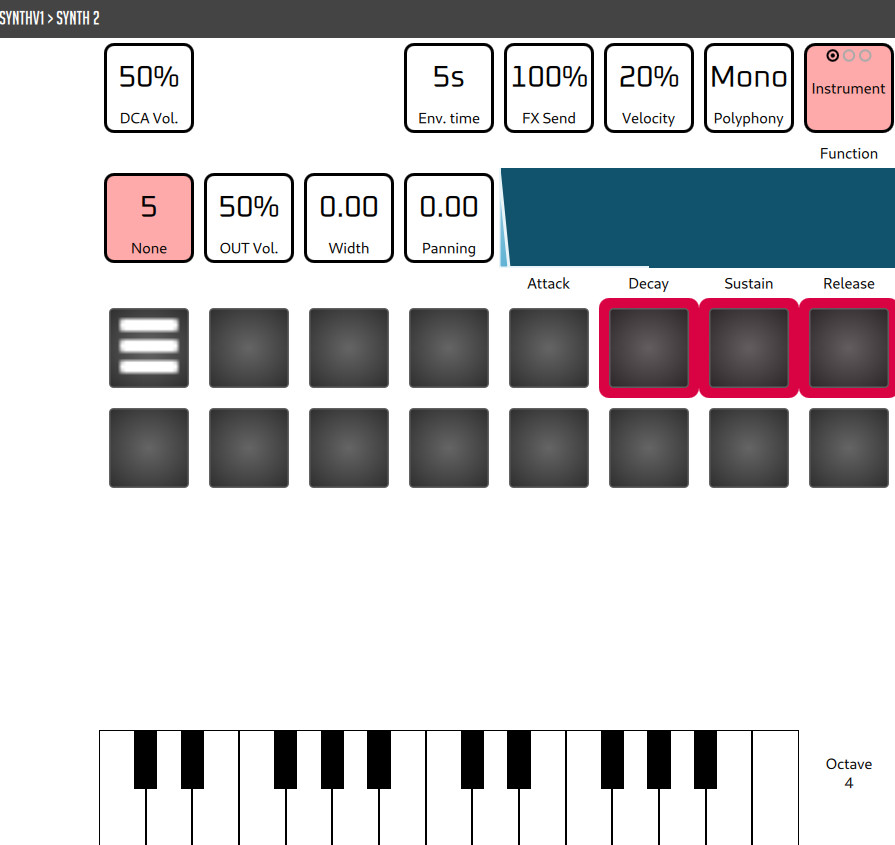 SYNTHV1 > SYNTH 2
50% 5s 100% 20% Mono
DCA Vol. Env. time FX Send Velocity Polyphony Instrument
Function
5 50% 0.00 0.00
None OUT Vol. Width Panning
Attack Decay Sustain Release
Octave
4